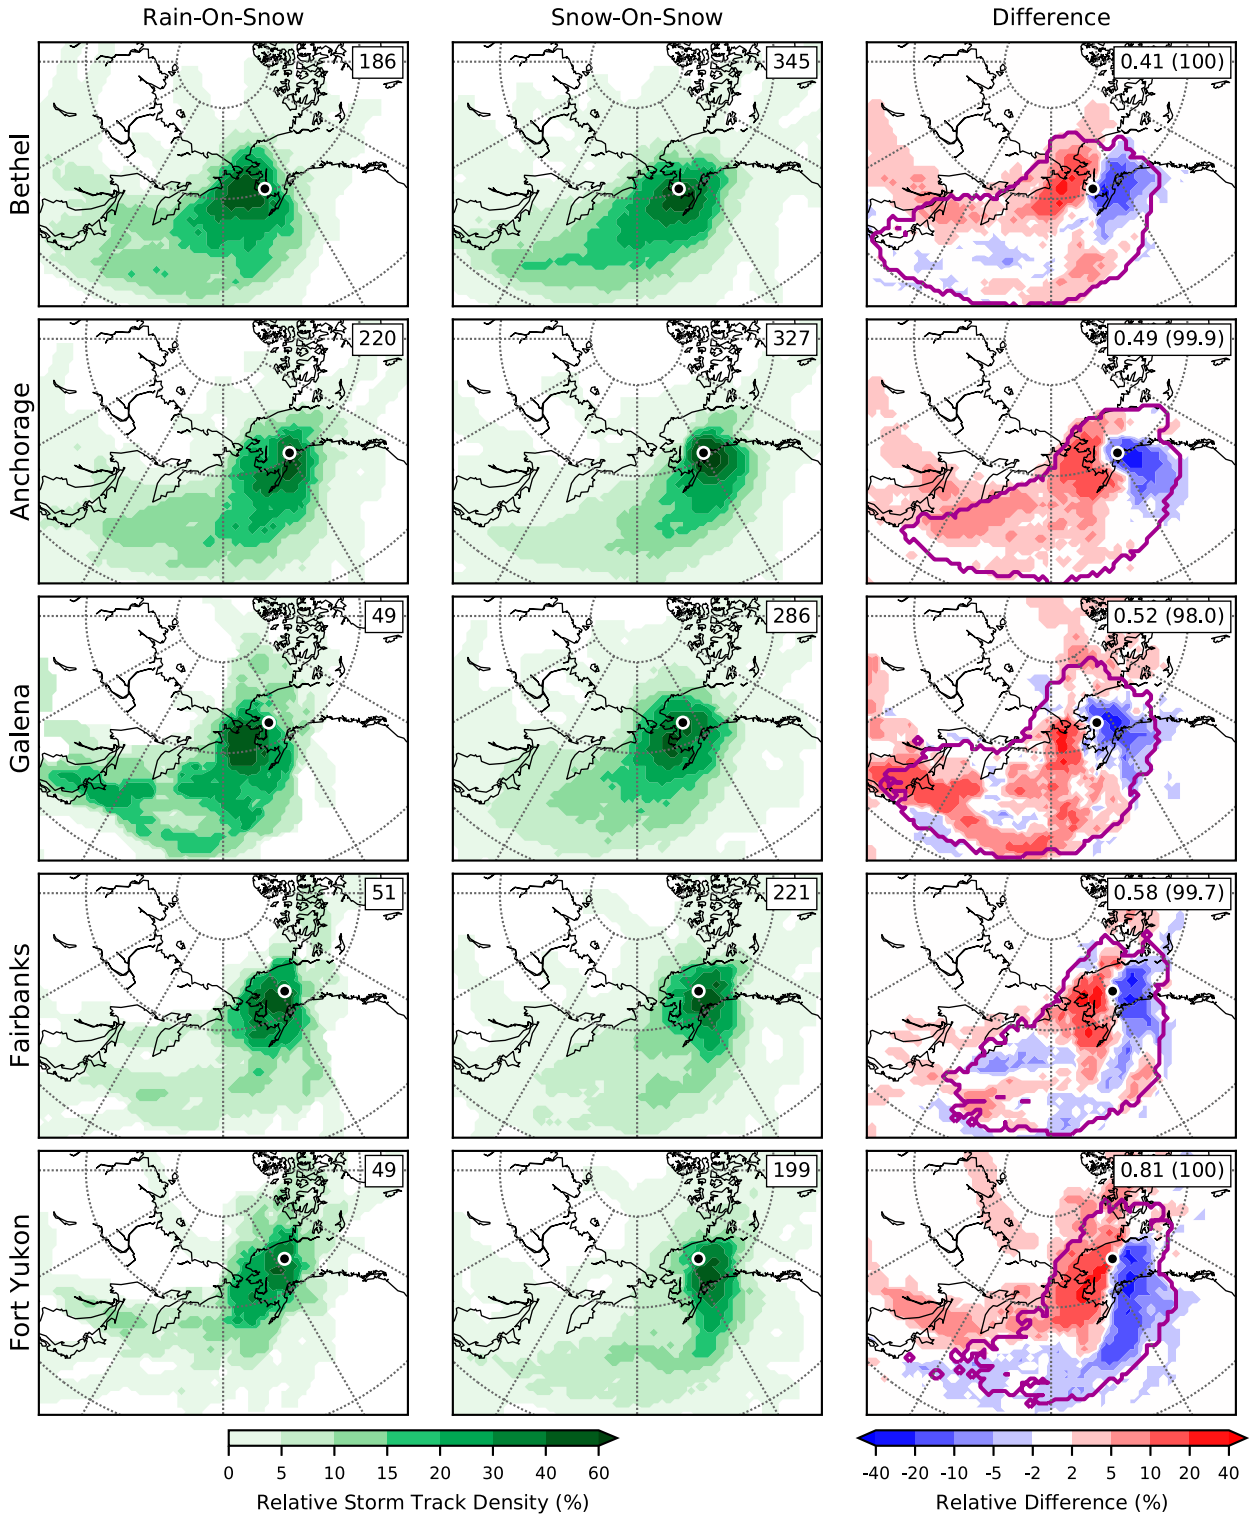 Rain-On-Snow Snow-On-Snow Difference
Bethel 186 345 0.41 (100)
Anchorage 220 327 0.49 (99.9)
Galena 49 286 0.52 (98.0)
Fairbanks 51 221 0.58 (99.7)
Fort Yukon 49 199 0.81 (100)
0 5 10 15 20 30 40 60 -40 -20 -10 -5 -2 2 5 10 20 40
Relative Storm Track Density (%) Relative Difference (%)